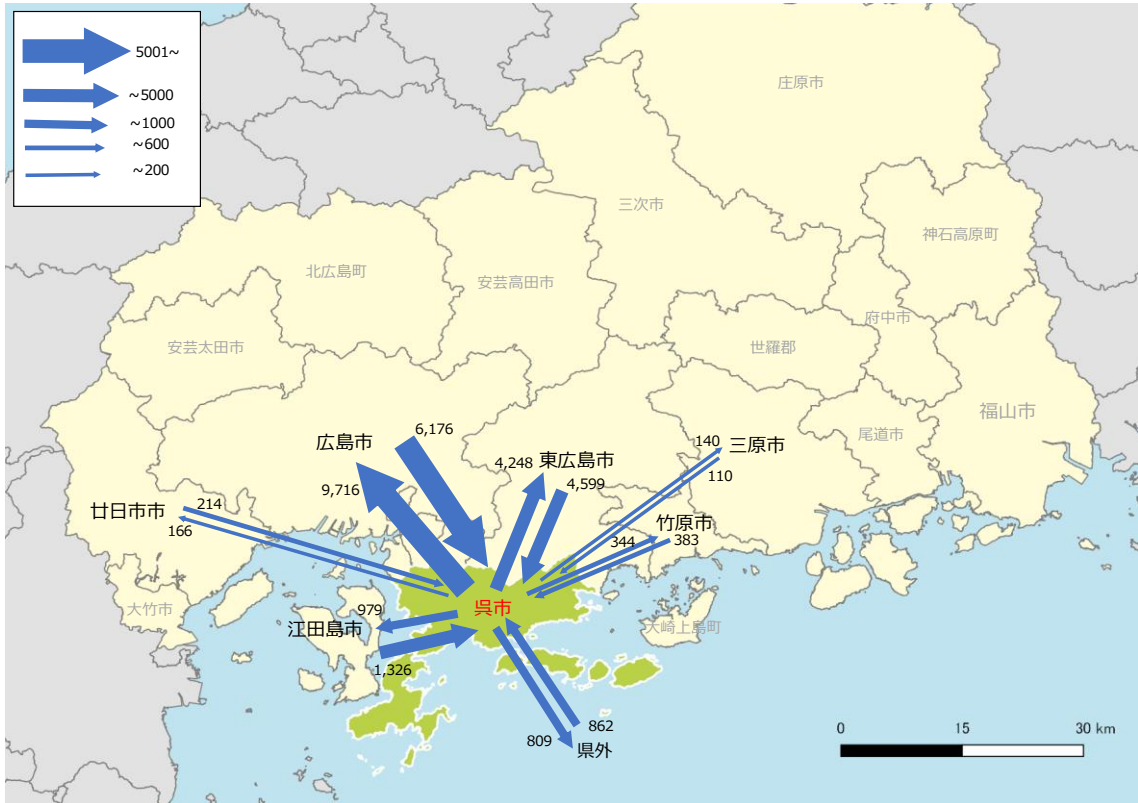 5001~
~5000
~1000
~600
~200
庄原市
三次市
神石高原町
北広島町
安芸高田市
府中市
安芸太田市
世羅郡
福山市
尾道市
広島市
6,176
140
三原市
4,248
東広島市
110
9,716
4,599
廿日市市
214
166
竹原市
344
383
大竹市
979
呉市
江田島市
大崎上島町
1,326
862
809
県外
0
15
30 km